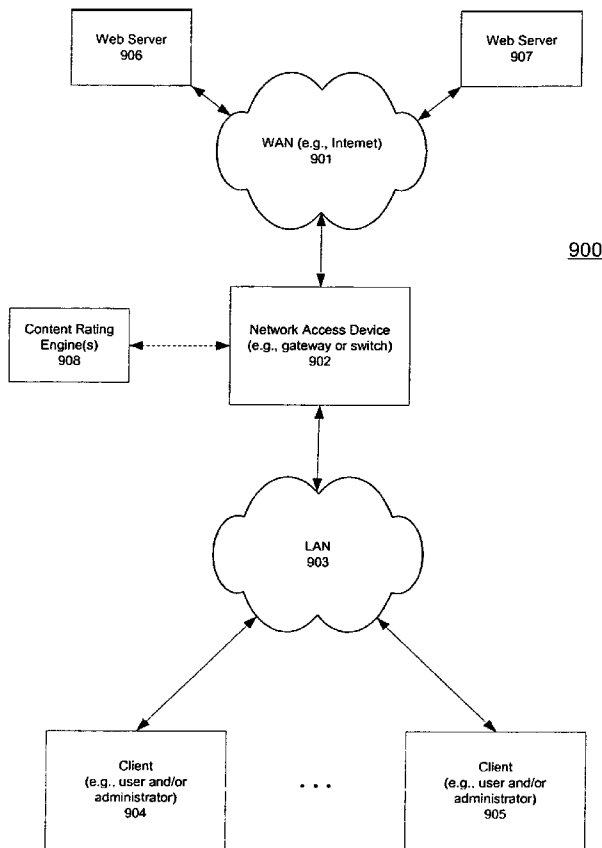 Web Server
906
Web Server
907
WAN (e.g., Internet)
901
900
Content Rating
Engine(s)
908
Network Access Device
(e.g., gateway or switch)
902
LAN
903
Client
(e.g., user and/or
administrator)
904
. . .
Client
(e.g., user and/or
administrator)
905